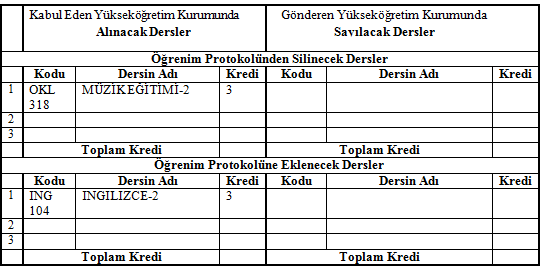 Kabul Eden Yükseköğretim Kurumunda Gönderen Yükseköğretim Kurumunda
Alınacak Dersler Savılacak Dersler
Öğrenim Protokolünden Silinecek Dersler
Kodu Dersin Adı Kredi Kodu Dersin Adı Kredi
1 OKL 318 MÜZİK EĞİTİMİ-2 3
2
3
Toplam Kredi Toplam Kredi
Öğrenim Protokolüne Eklenecek Dersler
Kodu Dersin Adı Kredi Kodu Dersin Adı Kredi
1 ING 104 INGILIZCE-2 3
2
3
Toplam Kredi Toplam Kredi